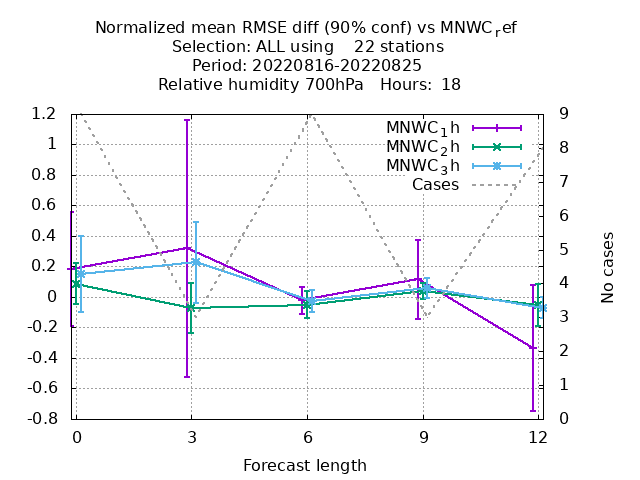 Normalized mean RMSE diff (90% conf) vs MNWC_ref
Selection: ALL using 22 stations
Period: 20220816-20220825
Relative humidity 700hPa Hours: 18
MNWC_1h
MNWC_2h
MNWC_3h
Cases
1.2
1
0.8
0.6
0.4
0.2
0
-0.2
-0.4
-0.6
-0.8
9
8
7
6
5
4
3
2
1
0
No cases
0 3 6 9 12
Forecast length